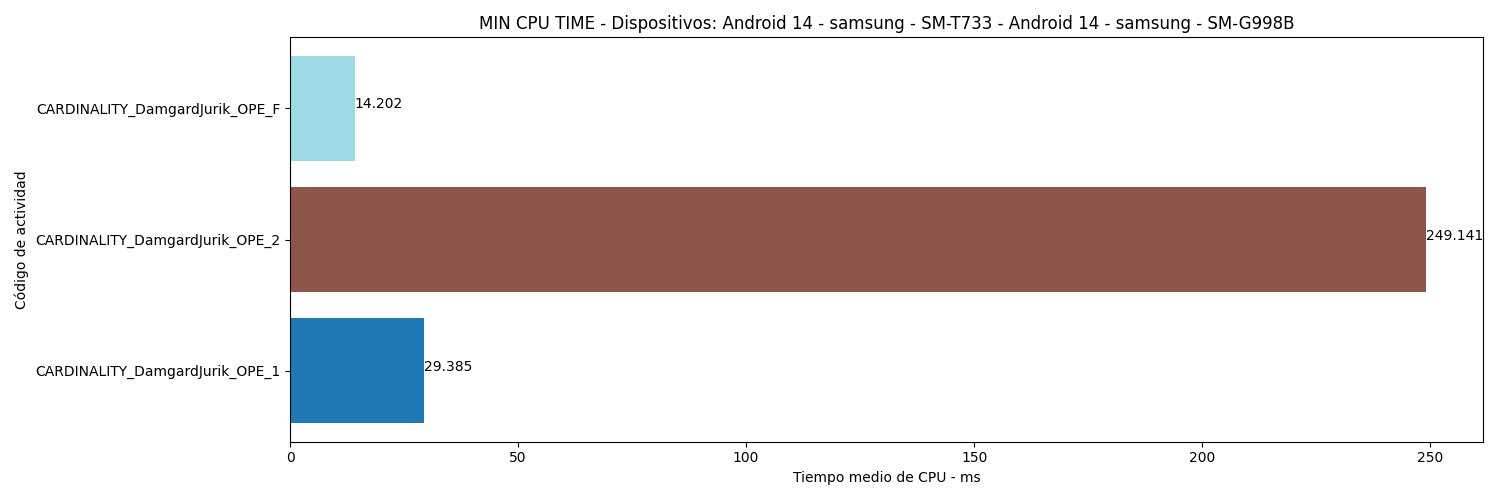 MIN CPU TIME - Dispositivos: Android 14 - samsung - SM-T733 - Android 14 - samsung - SM-G998B
Código de actividad
CARDINALITY_DamgardJurik_OPE_F
14.202
CARDINALITY_DamgardJurik_OPE_2
249.141
CARDINALITY_DamgardJurik_OPE_1
29.385
0 50 100 150 200 250
Tiempo medio de CPU - ms